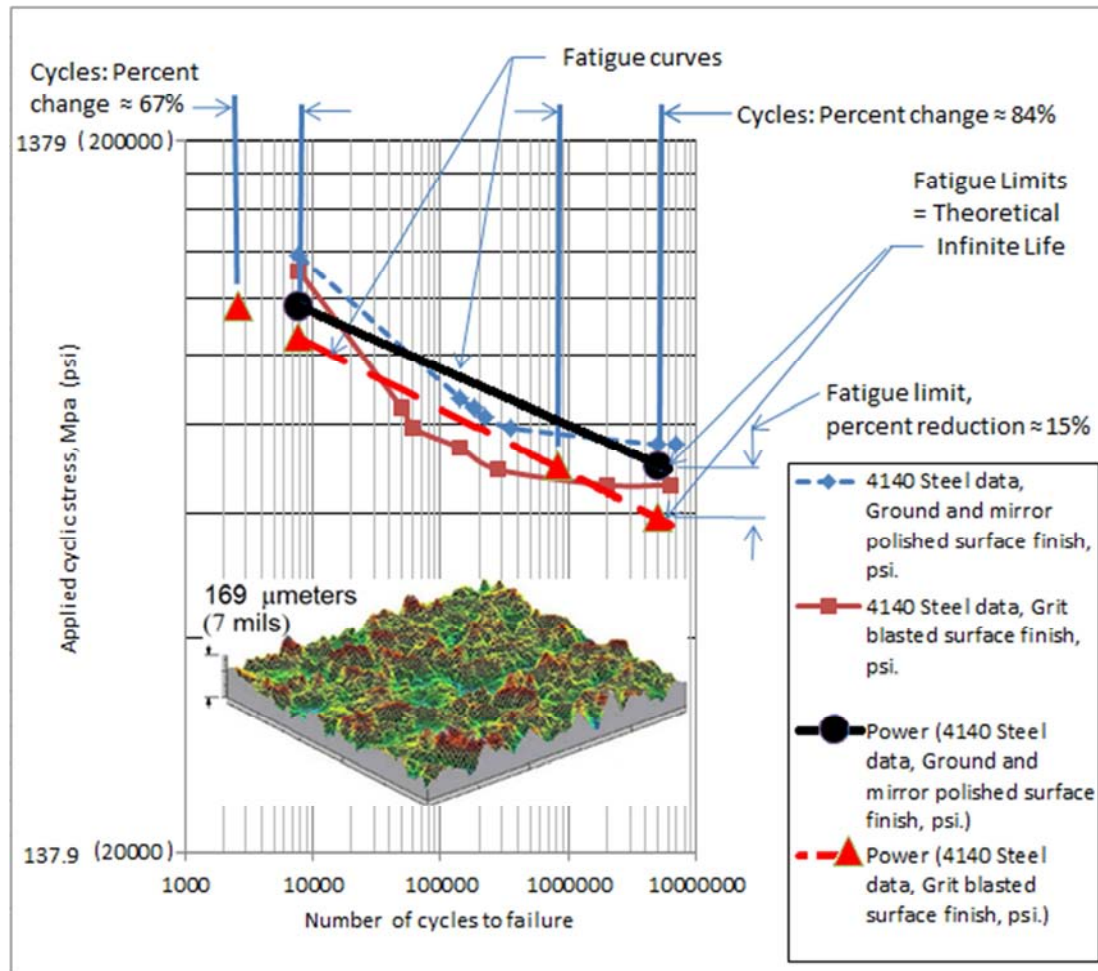 Cycles: Percent
change ≈ 67%
Fatigue curves
Cycles: Percent change ≈ 84%
1379 (200000)
Fatigue Limits
= Theoretical
Infinite Life
Fatigue limit,
percent reduction ≈ 15%
Applied cyclic stress, Mpa (psi)
4140 Steel data,
Ground and mirror
polished surface finish,
psi.
4140 Steel data, Grit
blasted surface finish,
psi.
Power (4140 Steel
data, Ground and
mirror polished surface
finish, psi.)
Power (4140 Steel
data, Grit blasted
surface finish, psi.)
169 µmeters
(7 mils)
137.9 (20000)
1000 10000 100000 10000000 10000000
Number of cycles to failure